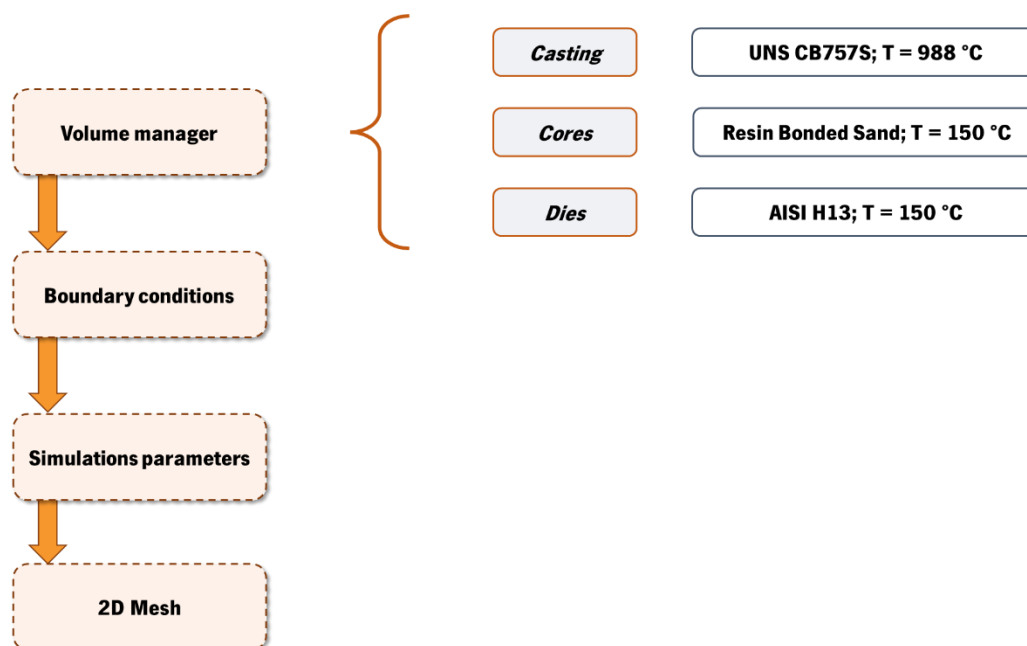 Casting
UNS CB757S; T = 988 °C
Volume manager
Cores
Resin Bonded Sand; T = 150 °C
Dies
AISI H13; T = 150 °C
Boundary conditions
Simulations parameters
2D Mesh